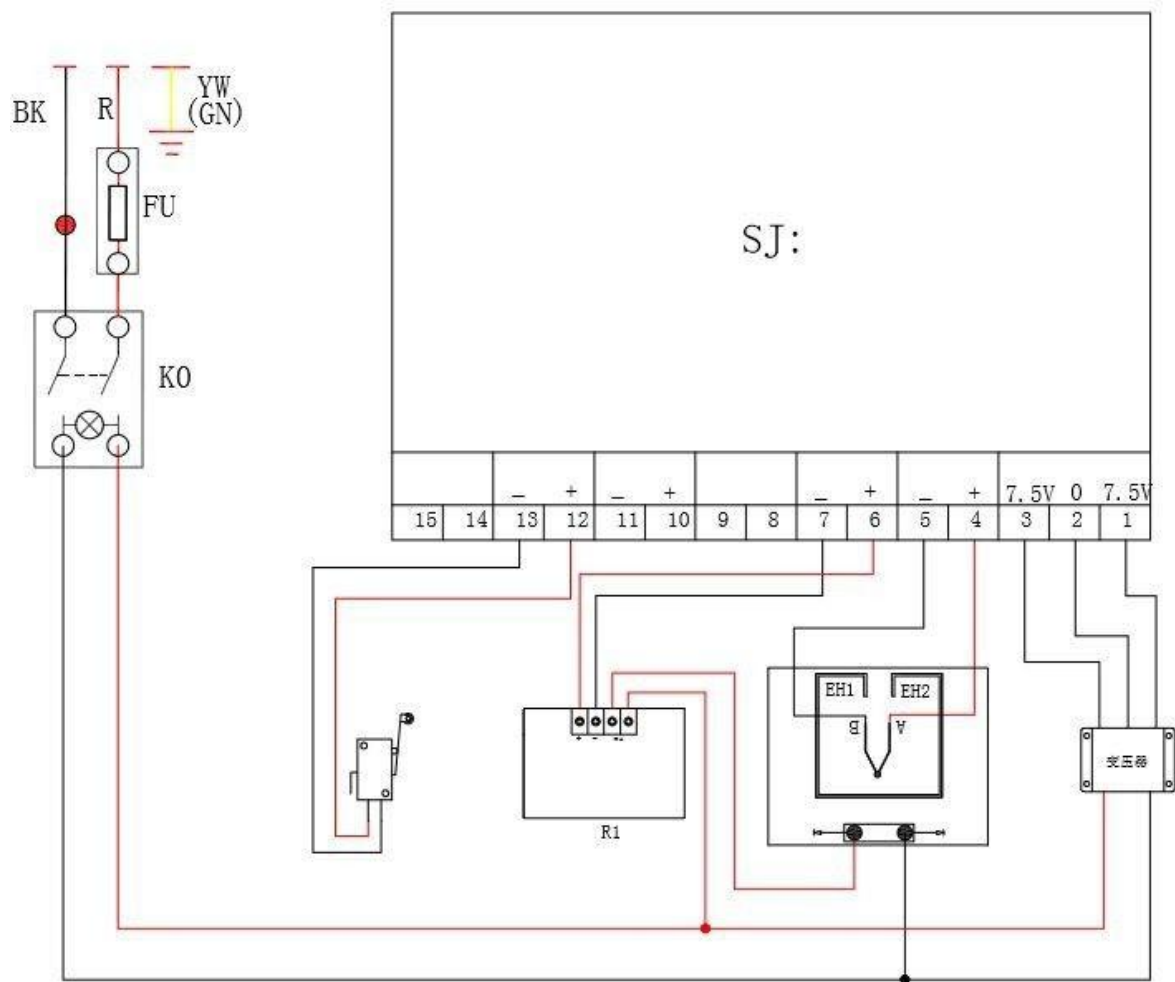 BK
R
YW
(GN)
FU
K0
SJ:
− + − + − + − + 7.5V 0 7.5V
15 14 13 12 11 10 9 8 7 6 5 4 3 2 1
EH1 EH2
B A
变压器
+ -
R1